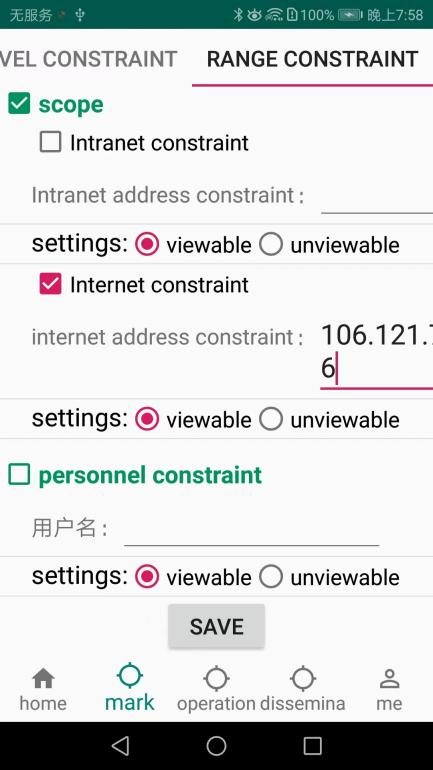 无服务 100% 晚上7:58
VEL CONSTRAINT RANGE CONSTRAINT
scope
Intranet constraint
Intranet address constraint :
settings: viewable unviewable
Internet constraint
internet address constraint : 106.121.7
6
settings: viewable unviewable
personnel constraint
用户名 :
settings: viewable unviewable
SAVE
home mark operation dissemina me